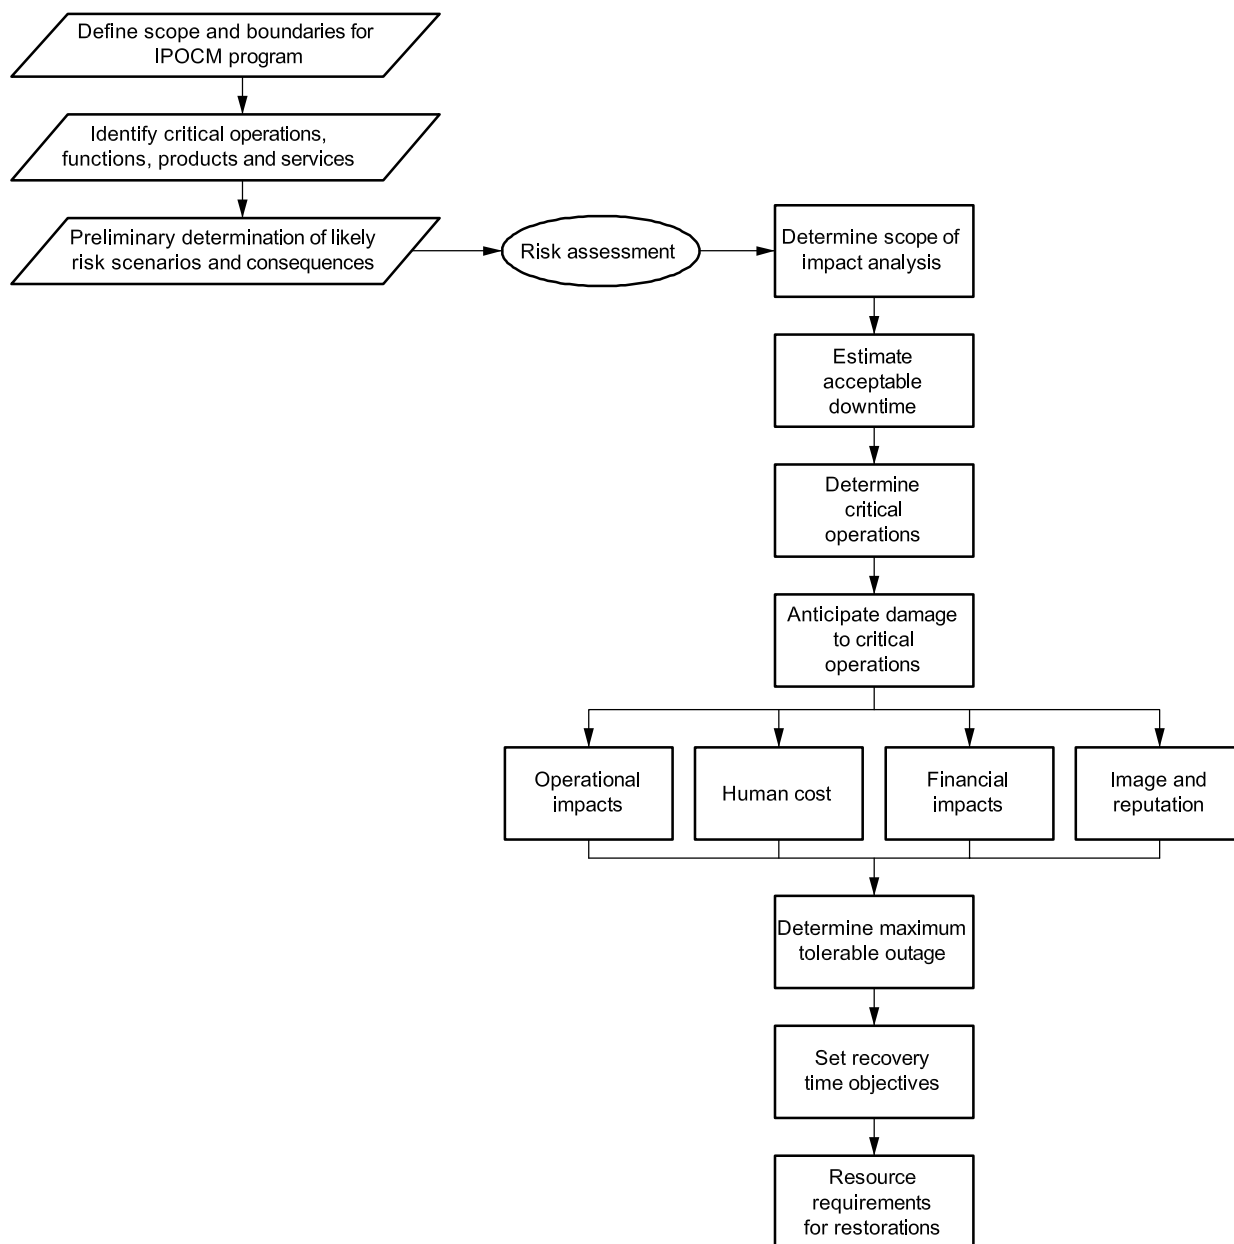 Define scope and boundaries for
IPOCM program
Identify critical operations,
functions, products and services
Preliminary determination of likely
risk scenarios and consequences
Risk assessment
Determine scope of
impact analysis
Estimate
acceptable
downtime
Determine
critical
operations
Anticipate damage
to critical
operations
Operational
impacts
Human cost
Financial
impacts
Image and
reputation
Determine maximum
tolerable outage
Set recovery
time objectives
Resource
requirements
for restorations